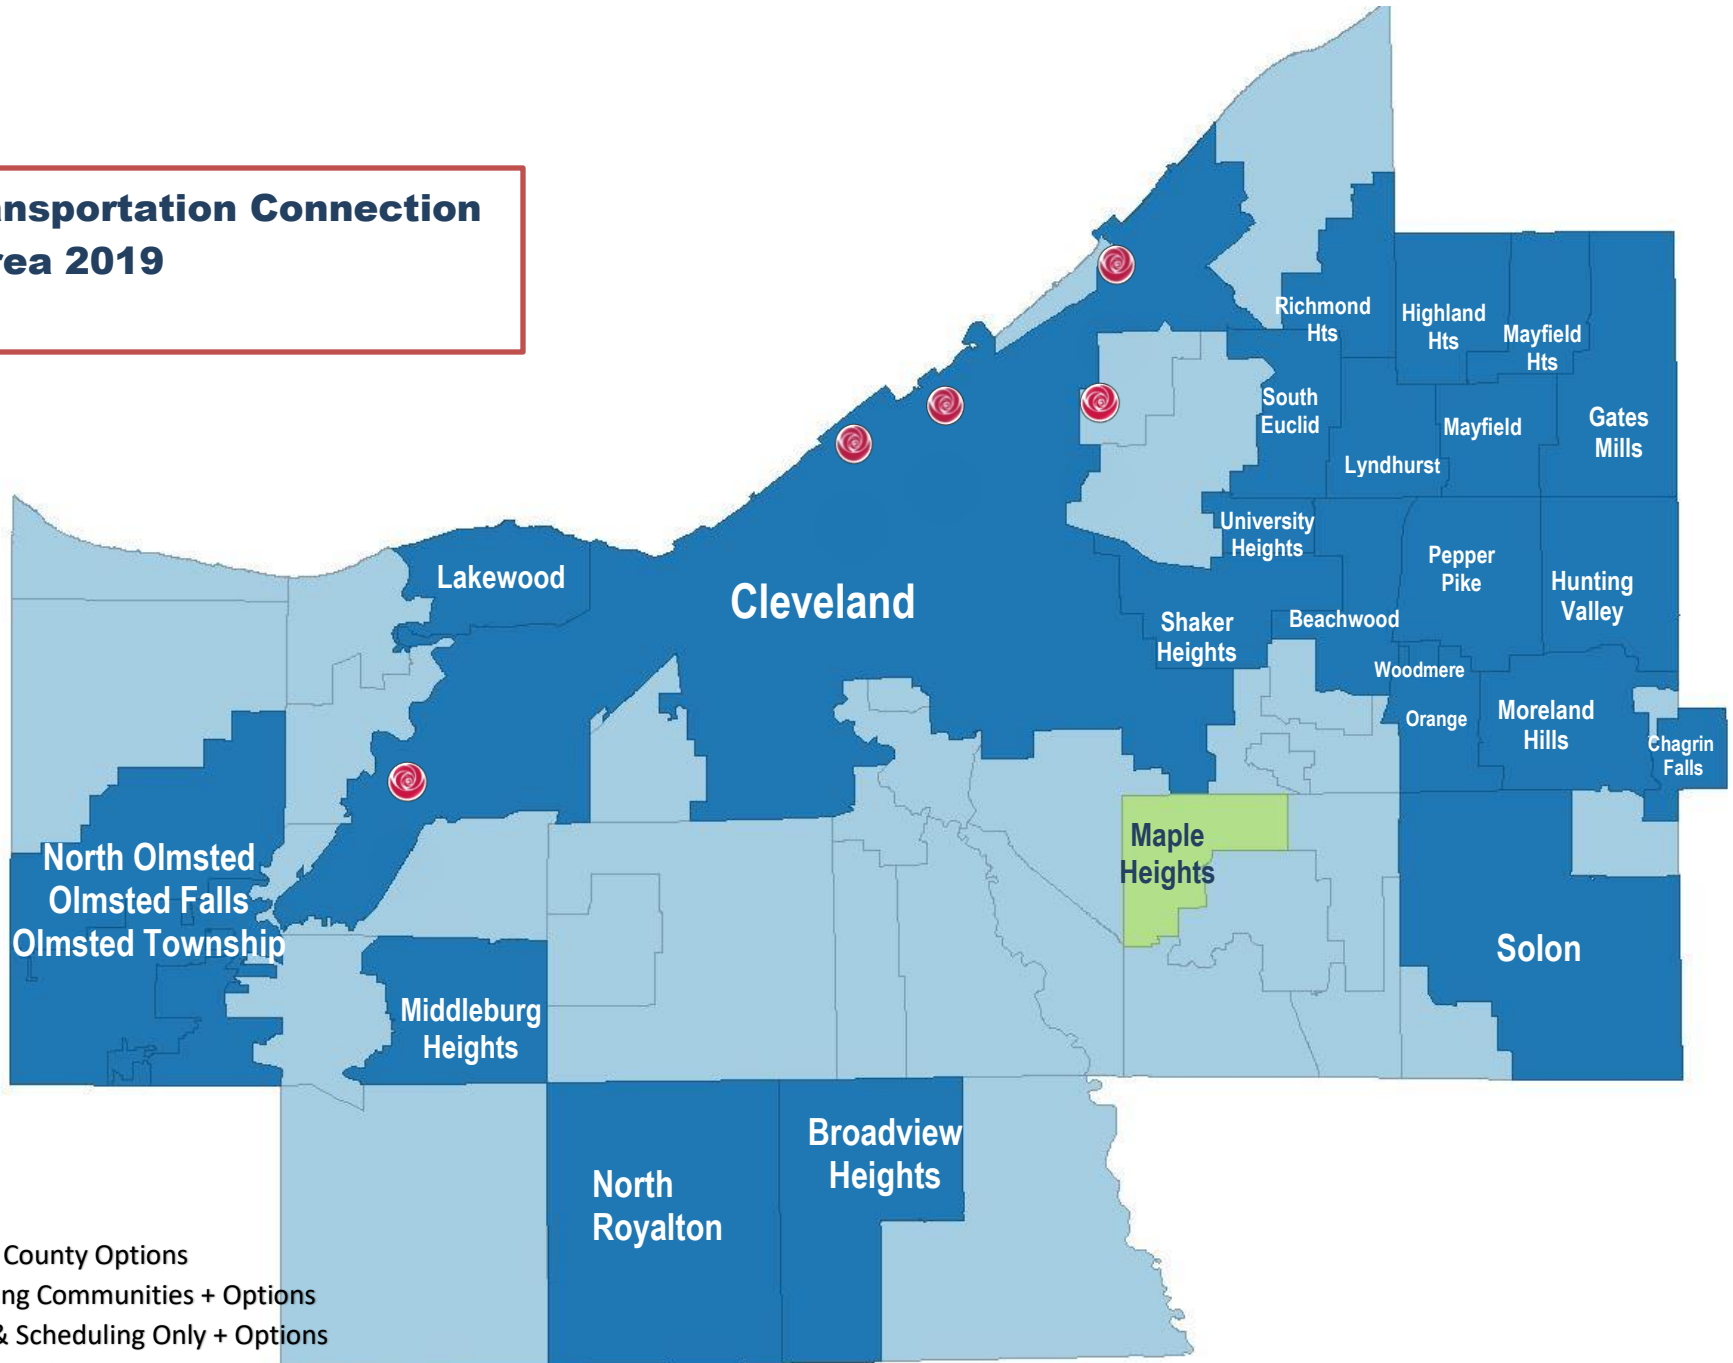 ansportation Connection
rea 2019
Richmond
Hts
Highland
Hts
Mayfield
Hts
South
Euclid
Mayfield
Gates
Mills
Lyndhurst
University
Heights
Pepper
Pike
Hunting
Valley
Lakewood
Cleveland
Shaker
Heights
Beachwood
Woodmere
Orange
Moreland
Hills
Chagrin
Falls
Maple
Heights
North Olmsted
Olmsted Falls
Olmsted Township
Solon
Middleburg
Heights
Broadview
Heights
North
Royalton
County Options
ng Communities + Options
& Scheduling Only + Options